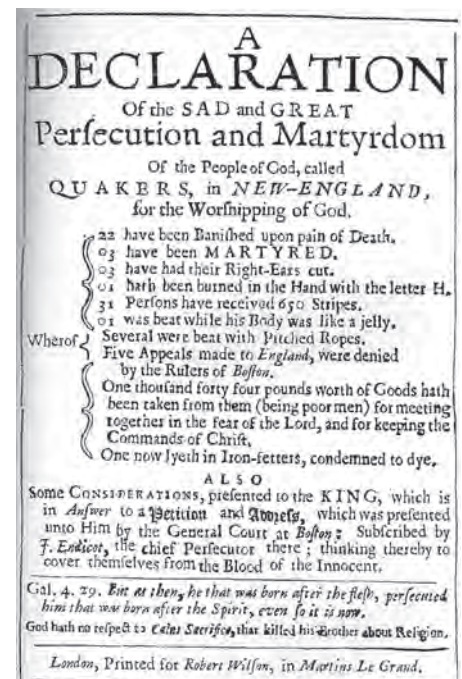 A
DECLARATION
Of the SAD and GREAT
Perſecution and Martyrdom
Of the People of God, called
QUAKERS, in NEW-ENGLAND,
for the Worſhipping of God.
22 have been Baniſhed upon pain of Death.
03 have been MARTYRED.
03 have had their Right-Ears cut.
01 hath been burned in the Hand with the letter H.
31 Perſons have received 650 Stripes.
01 was beat while his Body was like a jelly.
Wherof Several were beat with Pitched Ropes.
Five Appeals made to England, were denied
by the Rulers of Boſton.
One thouſand forty four pounds worth of Goods hath
been taken from them (being poor men) for meeting
together in the fear of the Lord, and for keeping the
Commands of Chriſt.
One now lyeth in Iron-fetters, condemned to dye.
ALSO
Some CONSIDERATIONS, preſented to the KING, which is
in Anſwer to a Petition and Addreſs, which was preſented
unto Him by the General Court at Boſton: Subſcribed by
J. Endicot, the chief Perſecutor there; thinking thereby to
cover themſelves from the Blood of the Innocent.
Gal. 4. 29. But as then, he that was born after the fleſh, perſecuted
him that was born after the Spirit, even ſo it is now.
God hath no reſpect to Cains Sacrifice, that killed his Brother about Religion.
London, Printed for Robert Wilſon, in Martins Le Grand.